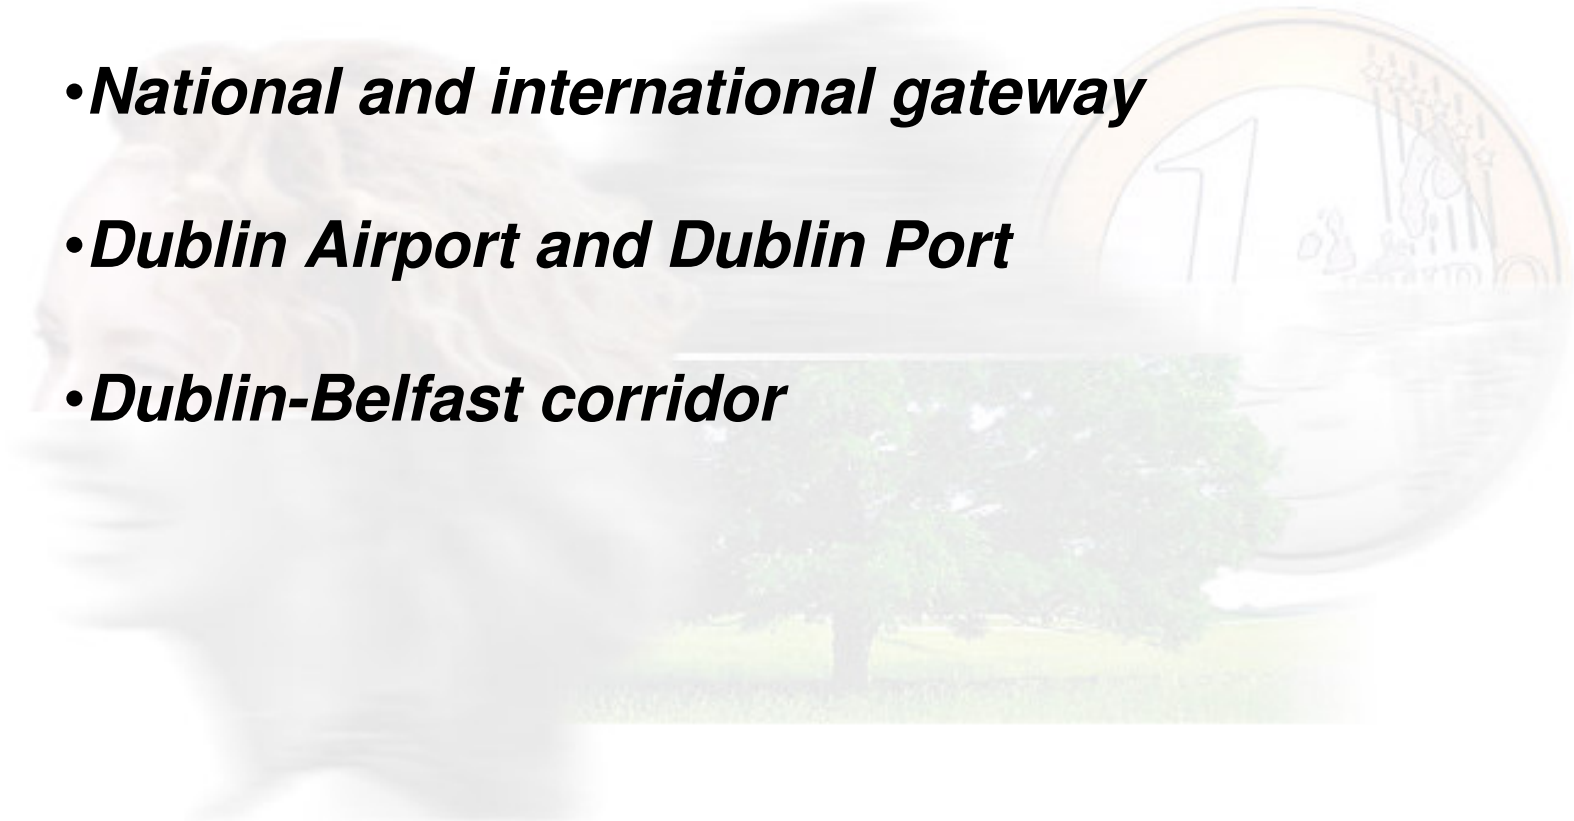 •National and international gateway
•Dublin Airport and Dublin Port
•Dublin-Belfast corridor